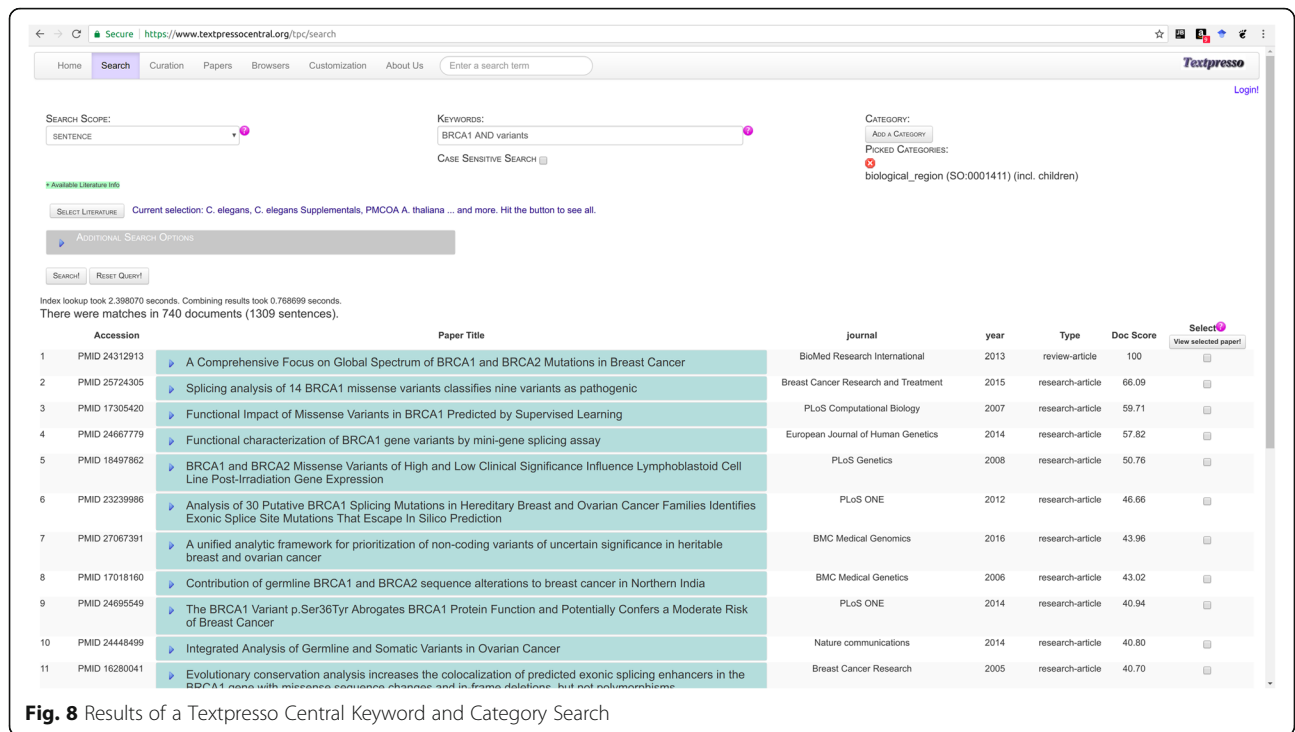 Secure | https://www.textpressocentral.org/tpc/search
Home Search Curation Papers Browsers Customization About Us Enter a search term Textpresso
Login!
SEARCH SCOPE: KEYWORDS: CATEGORY:
SENTENCE ? BRCA1 AND variants ? ADD A CATEGORY
CASE SENSITIVE SEARCH PICKED CATEGORIES:
biological_region (SO:0001411) (incl. children)
+ Available Literature Info
SELECT LITERATURE Current selection: C. elegans, C. elegans Supplementals, PMCOA A. thaliana ... and more. Hit the button to see all.
ADDITIONAL SEARCH OPTIONS
SEARCH! RESET QUERY!
Index lookup took 2.398070 seconds. Combining results took 0.768699 seconds.
There were matches in 740 documents (1309 sentences).
Accession Paper Title journal year Type Doc Score Select ?
View selected paper!
1 PMID 24312913 A Comprehensive Focus on Global Spectrum of BRCA1 and BRCA2 Mutations in Breast Cancer BioMed Research International 2013 review-article 100
2 PMID 25724305 Splicing analysis of 14 BRCA1 missense variants classifies nine variants as pathogenic Breast Cancer Research and Treatment 2015 research-article 66.09
3 PMID 17305420 Functional Impact of Missense Variants in BRCA1 Predicted by Supervised Learning PLoS Computational Biology 2007 research-article 59.71
4 PMID 24667779 Functional characterization of BRCA1 gene variants by mini-gene splicing assay European Journal of Human Genetics 2014 research-article 57.82
5 PMID 18497862 BRCA1 and BRCA2 Missense Variants of High and Low Clinical Significance Influence Lymphoblastoid Cell PLoS Genetics 2008 research-article 50.76
Line Post-Irradiation Gene Expression
6 PMID 23239986 Analysis of 30 Putative BRCA1 Splicing Mutations in Hereditary Breast and Ovarian Cancer Families Identifies PLoS ONE 2012 research-article 46.66
Exonic Splice Site Mutations That Escape In Silico Prediction
7 PMID 27067391 A unified analytic framework for prioritization of non-coding variants of uncertain significance in heritable BMC Medical Genomics 2016 research-article 43.96
breast and ovarian cancer
8 PMID 17018160 Contribution of germline BRCA1 and BRCA2 sequence alterations to breast cancer in Northern India BMC Medical Genetics 2006 research-article 43.02
9 PMID 24695549 The BRCA1 Variant p.Ser36Tyr Abrogates BRCA1 Protein Function and Potentially Confers a Moderate Risk PLoS ONE 2014 research-article 40.94
of Breast Cancer
10 PMID 24448499 Integrated Analysis of Germline and Somatic Variants in Ovarian Cancer Nature communications 2014 research-article 40.80
11 PMID 16280041 Evolutionary conservation analysis increases the colocalization of predicted exonic splicing enhancers in the Breast Cancer Research 2005 research-article 40.70
BRCA1 gene with missense sequence changes and in-frame deletions, but not polymorphisms
Fig. 8 Results of a Textpresso Central Keyword and Category Search